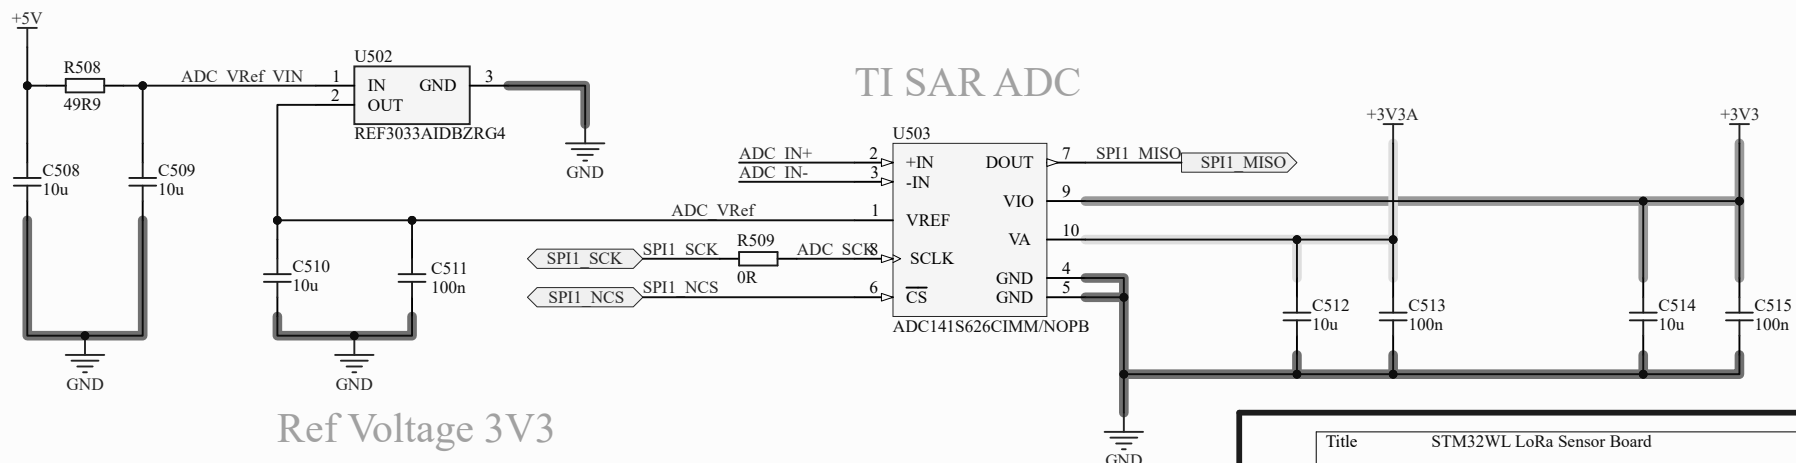 +5V
R508
49R9
C508
10u
C509
10u
GND
ADC_VRef_VIN
U502
1
IN
GND
3
2
OUT
REF3033AIDBZRG4
GND
ADC_VRef
C510
10u
C511
100n
GND
Ref Voltage 3V3
TI SAR ADC
U503
ADC_IN+
2
+IN
DOUT
7
SPI1_MISO
SPI1_MISO
ADC_IN-
3
-IN
VIO
9
1
VREF
VA
10
SPI1_SCK
SPI1_SCK
R509
0R
ADC_SCK
8
SCLK
GND
4
SPI1_NCS
SPI1_NCS
6
CS
GND
5
ADC141S626CIMM/NOPB
+3V3A
+3V3
C512
10u
C513
100n
C514
10u
C515
100n
GND
Title
STM32WL LoRa Sensor Board